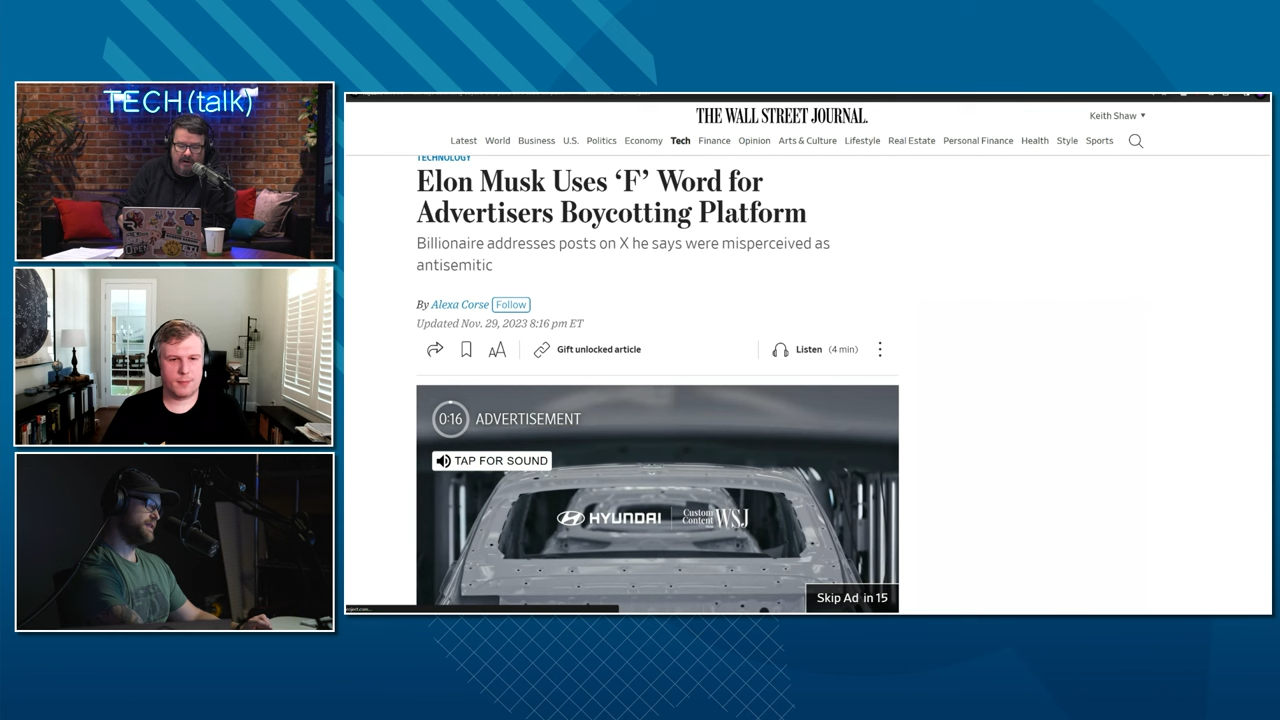 TECH(talk)
THE WALL STREET JOURNAL.
Keith Shaw
Latest World Business U.S. Politics Economy Tech Finance Opinion Arts & Culture Lifestyle Real Estate Personal Finance Health Style Sports
TECHNOLOGY
Elon Musk Uses ‘F’ Word for
Advertisers Boycotting Platform
Billionaire addresses posts on X he says were misperceived as
antisemitic
By Alexa Corse Follow
Updated Nov. 29, 2023 8:16 pm ET
AA Gift unlocked article Listen (4 min)
0:16 ADVERTISEMENT
TAP FOR SOUND
HYUNDAI Custom Content WSJ
Skip Ad in 15